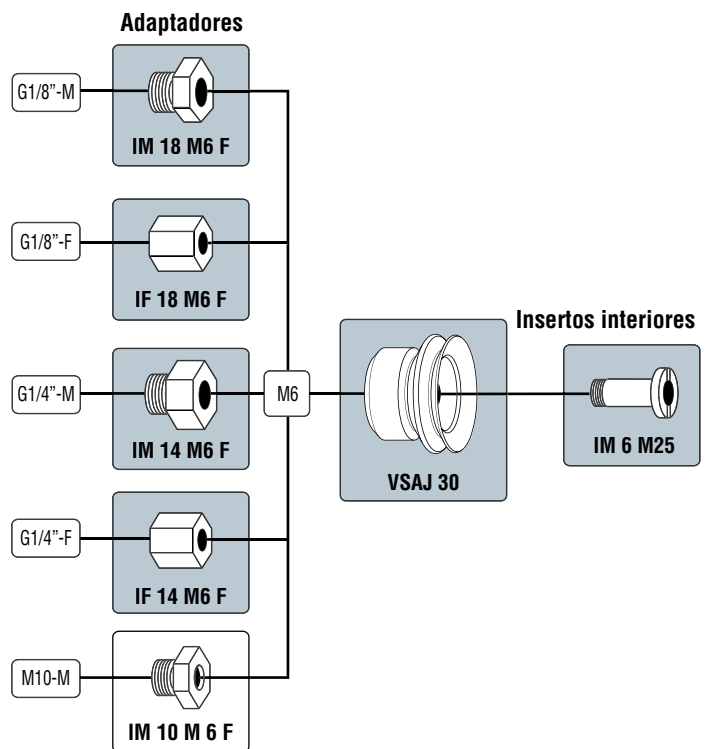 Adaptadores
G1/8”-M
IM 18 M6 F
G1/8”-F
IF 18 M6 F
Insertos interiores
G1/4”-M
IM 14 M6 F
M6
VSAJ 30
IM 6 M25
G1/4”-F
IF 14 M6 F
M10-M
IM 10 M 6 F